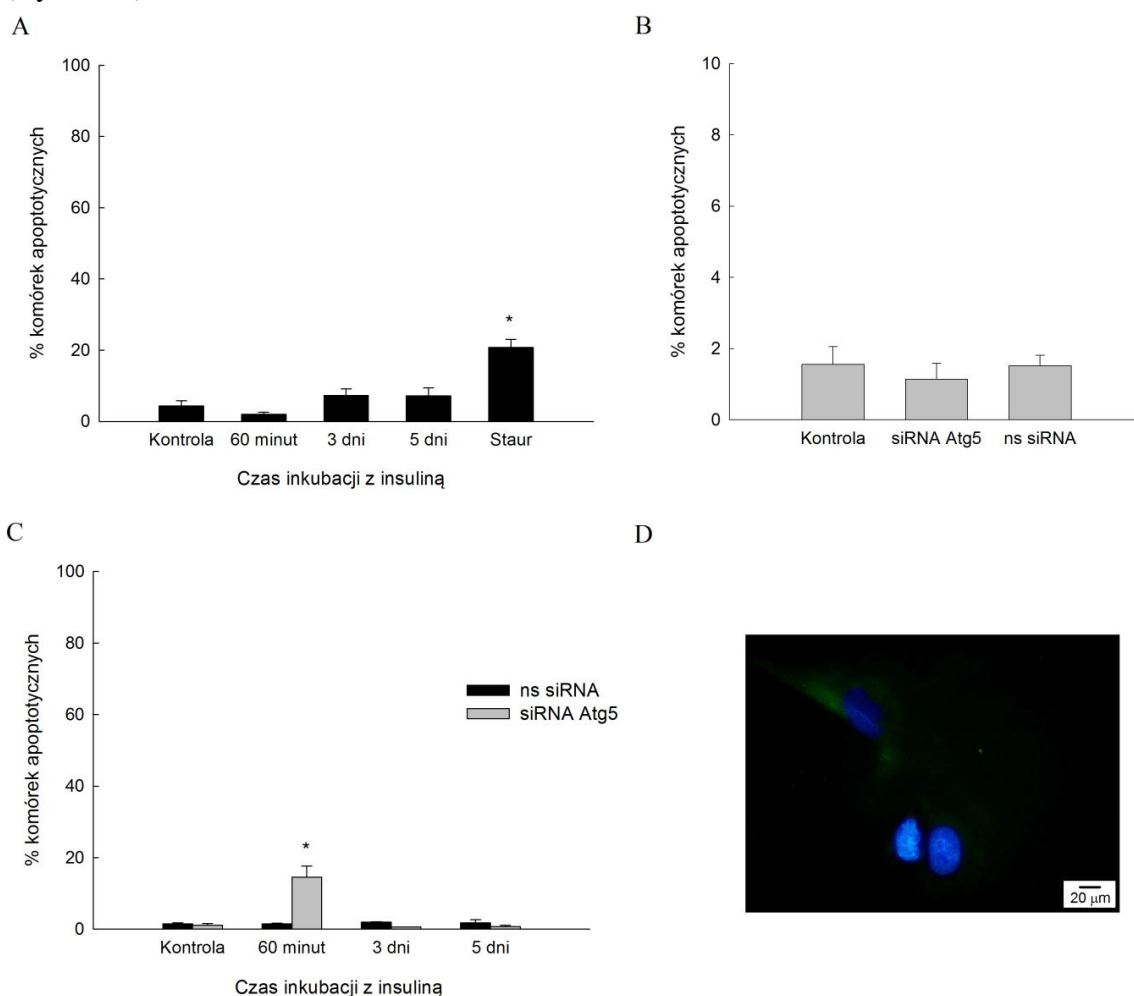 A
100
80
60
40
20
0
% komórek apoptotycznych
Kontrola 60 minut 3 dni 5 dni Staur
*
Czas inkubacji z insuliną
B
10
8
6
4
2
0
% komórek apoptotycznych
Kontrola siRNA Atg5 ns siRNA
C
100
80
60
40
20
0
% komórek apoptotycznych
ns siRNA
siRNA Atg5
*
Kontrola 60 minut 3 dni 5 dni
Czas inkubacji z insuliną
D
20 µm